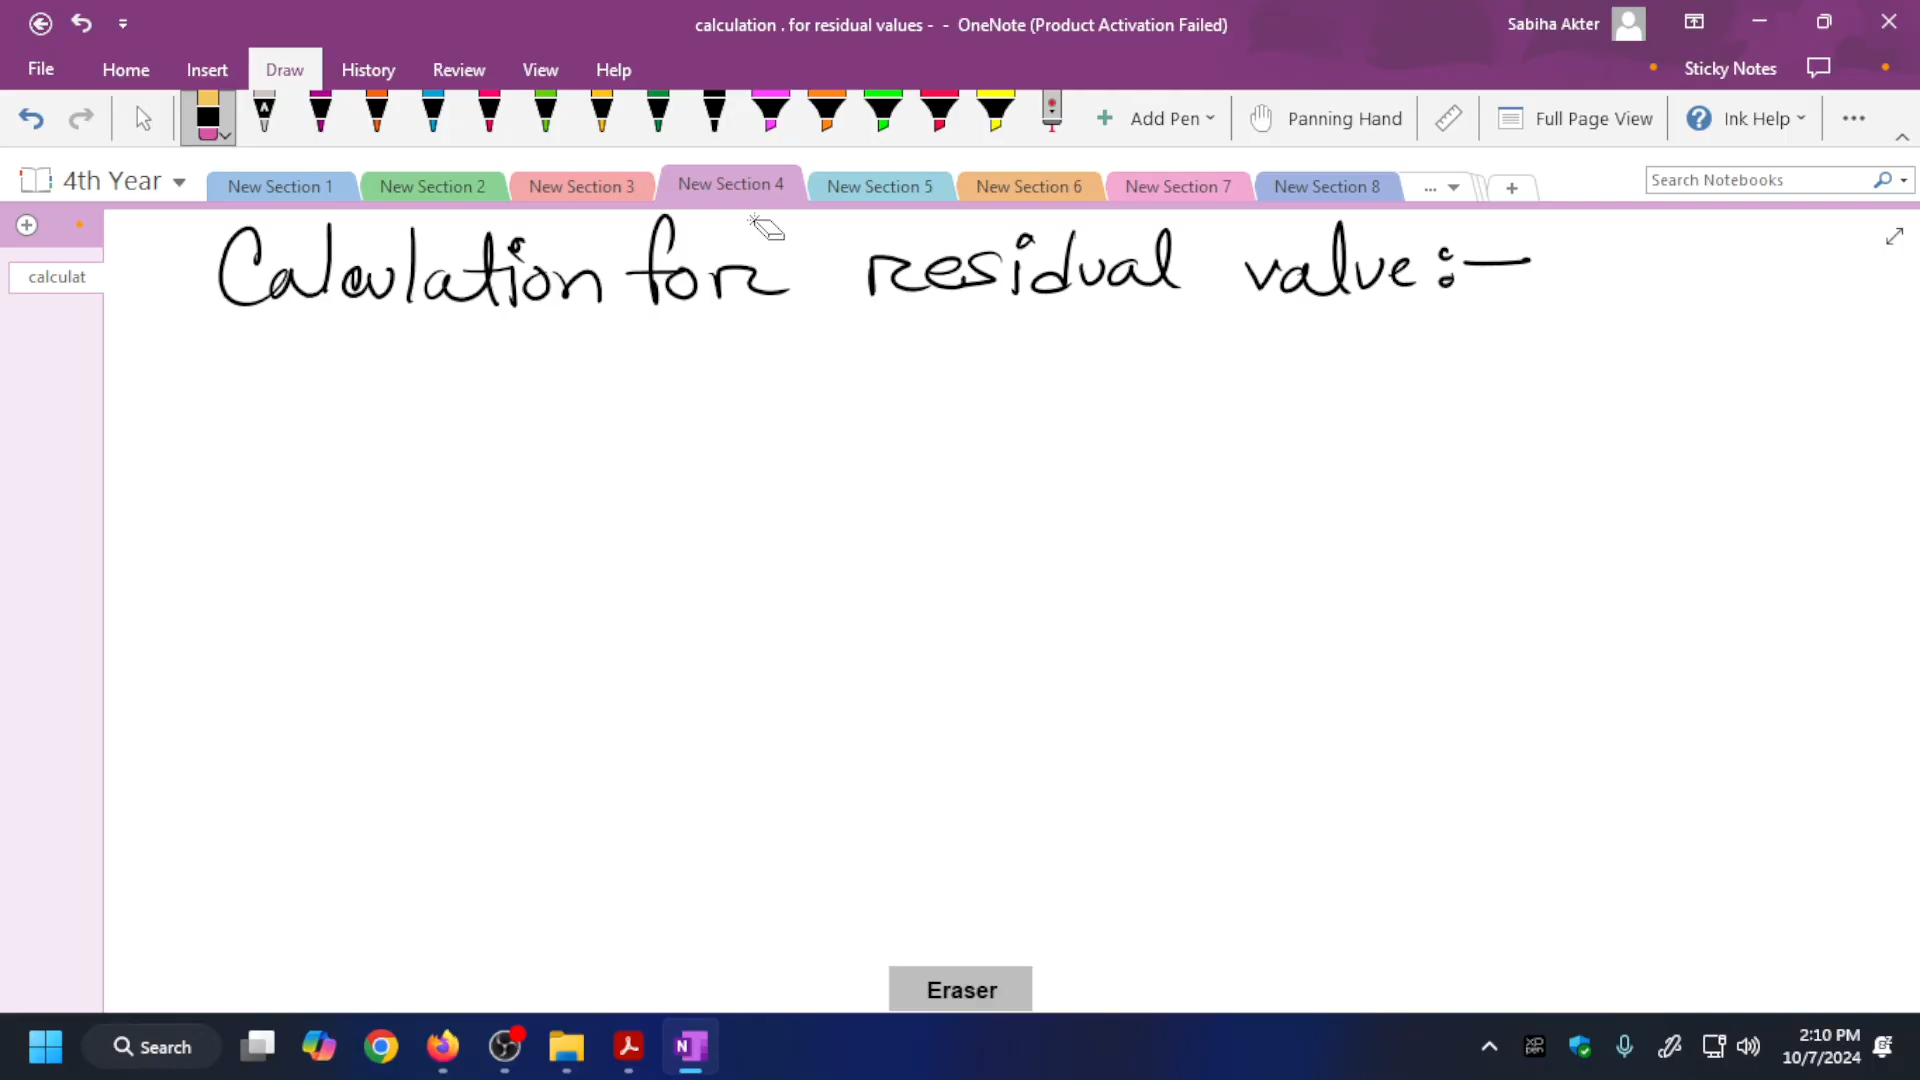 calculation . for residual values - - OneNote (Product Activation Failed)
Sabiha Akter
File Home Insert Draw History Review View Help
Sticky Notes
A
+ Add Pen Panning Hand Full Page View ? Ink Help ...
4th Year
New Section 1 New Section 2 New Section 3 New Section 4 New Section 5 New Section 6 New Section 7 New Section 8 ... +
Search Notebooks
calculat
Calculation for residual value:-
Eraser
Search
N
XP PEN
2:10 PM
10/7/2024